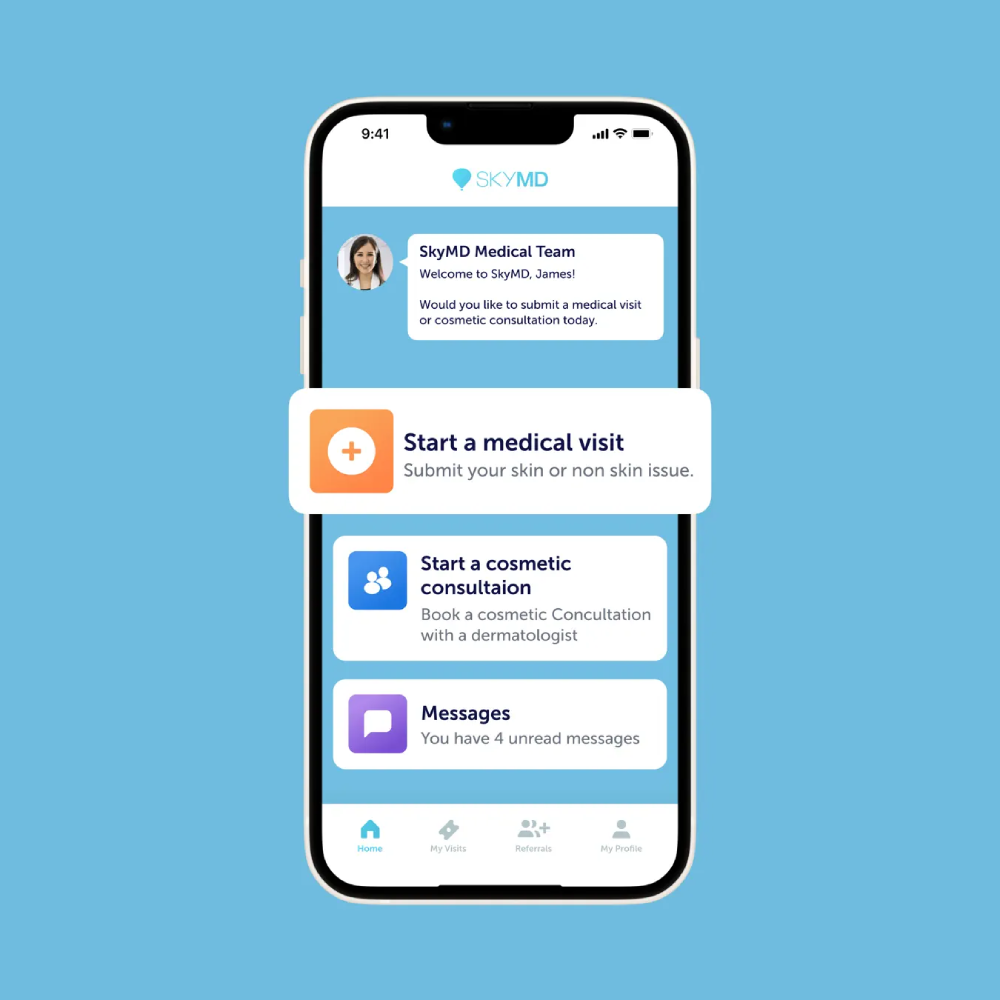 9:41
SKYMD
SkyMD Medical Team
Welcome to SkyMD, James!
Would you like to submit a medical visit
or cosmetic consultation today.
Start a medical visit
Submit your skin or non skin issue.
Start a cosmetic
consultaion
Book a cosmetic Concultation
with a dermatologist
Messages
You have 4 unread messages
Home
My Visits
Referrals
My Profile